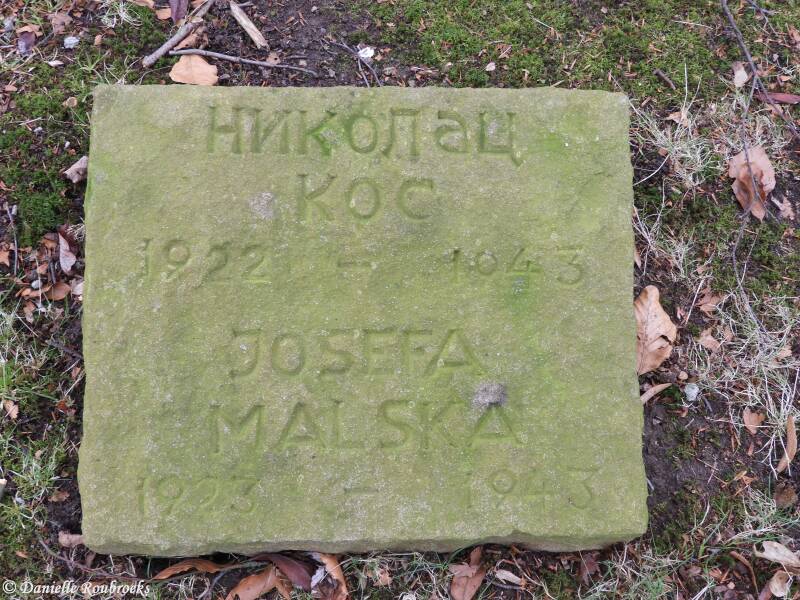 Николац
Кос
1922 - 1943
JOSEFA
MALSKA
1923 - 1943
© Danielle Roubroeks